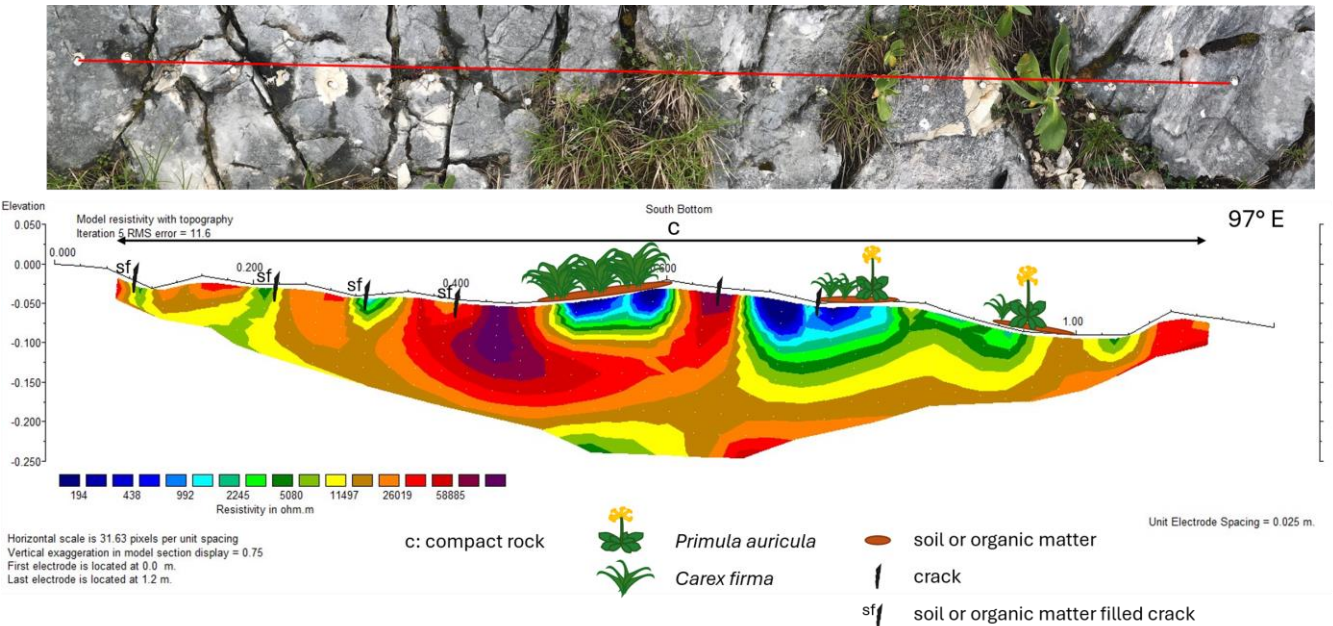 Elevation
Model resistivity with topography
Iteration 5 RMS error = 11.6
South Bottom
97° E
c
0.050
0.000
-0.050
-0.100
-0.150
-0.200
-0.250
0.000
sf
sf
0.200
sf
0.400
sf
1.00
194 438 992 2245 5080 11497 26019 58885
Resistivity in ohm.m
Unit Electrode Spacing = 0.025 m.
Horizontal scale is 31.63 pixels per unit spacing
Vertical exaggeration in model section display = 0.75
First electrode is located at 0.0 m.
Last electrode is located at 1.2 m.
c: compact rock
Primula auricula
Carex firma
soil or organic matter
crack
sf soil or organic matter filled crack